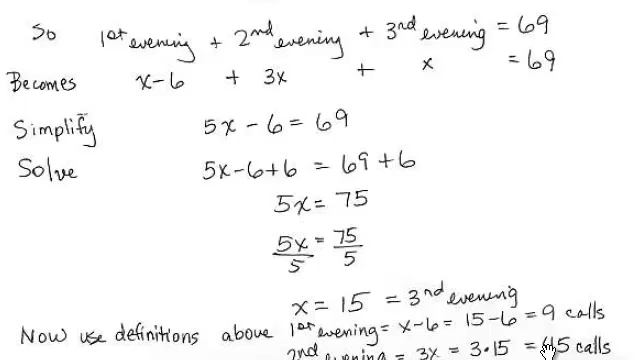 So 1st evening + 2nd evening + 3rd evening = 69
Becomes x - 6 + 3x + x = 69
Simplify 5x - 6 = 69
Solve 5x - 6 + 6 = 69 + 6
5x = 75
5x/5 = 75/5
x = 15 = 3rd evening
Now use definitions above 1st evening = x - 6 = 15 - 6 = 9 calls
2nd evening = 3x = 3 • 15 = 45 calls